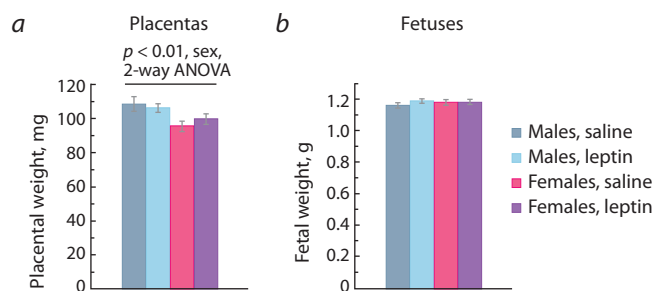 a Placentas
p < 0.01, sex,
2-way ANOVA
Placental weight, mg
120
100
80
60
40
20
0
b Fetuses
Fetal weight, g
1.2
1.0
0.8
0.6
0.4
0.2
0
Males, saline
Males, leptin
Females, saline
Females, leptin